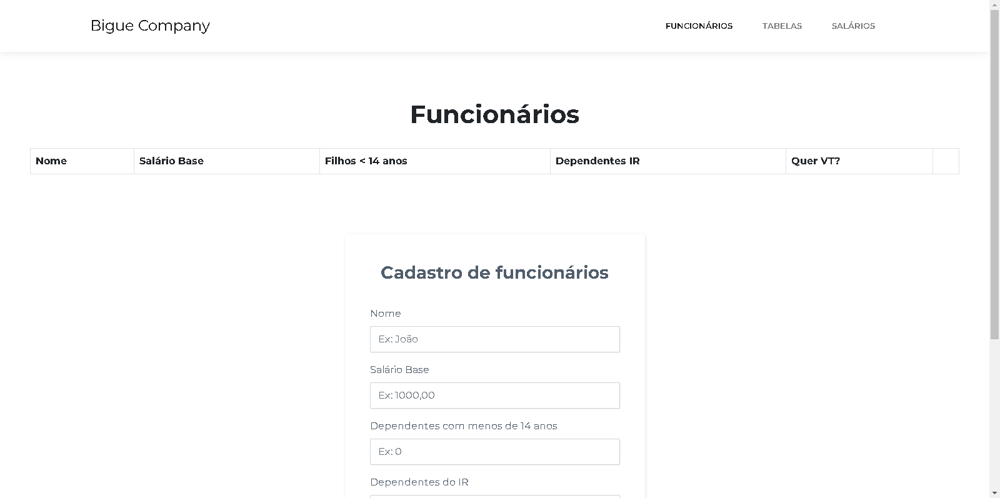 Bigue Company FUNCIONÁRIOS TABELAS SALÁRIOS
Funcionários
Nome Salário Base Filhos < 14 anos Dependentes IR Quer VT?
Cadastro de funcionários
Nome
Ex: João
Salário Base
Ex: 1000,00
Dependentes com menos de 14 anos
Ex: 0
Dependentes do IR